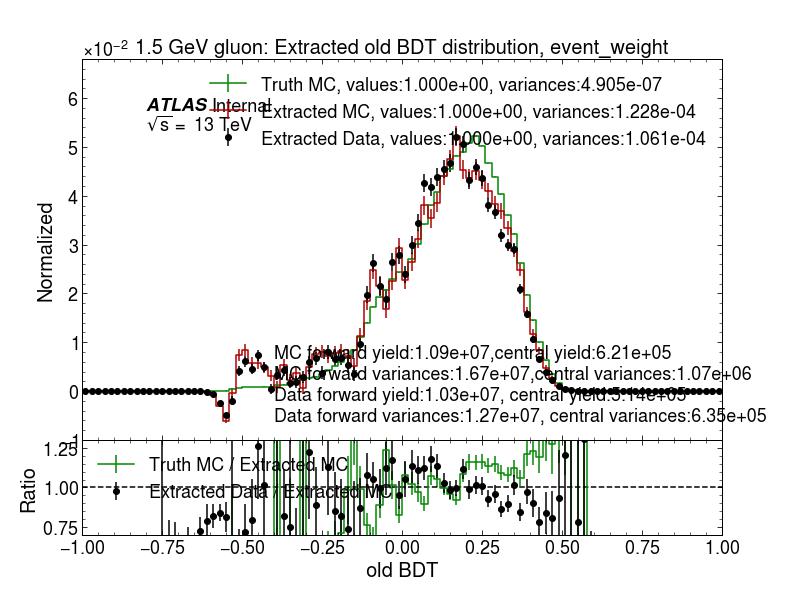 ×10⁻² 1.5 GeV gluon: Extracted old BDT distribution, event_weight
Truth MC, values:1.000e+00, variances:4.905e-07
ATLAS Internal
Extracted MC, values:1.000e+00, variances:1.228e-04
√s = 13 TeV
Extracted Data, values:1.000e+00, variances:1.061e-04
6
5
4
3
2
1
0
−1
Normalized
MC forward yield:1.09e+07,central yield:6.21e+05
MC forward variances:1.67e+07,central variances:1.07e+06
Data forward yield:1.03e+07, central yield:5.14e+05
Data forward variances:1.27e+07, central variances:6.35e+05
1.25
1.00
0.75
Ratio
Truth MC / Extracted MC
Extracted Data / Extracted MC
−1.00 −0.75 −0.50 −0.25 0.00 0.25 0.50 0.75 1.00
old BDT